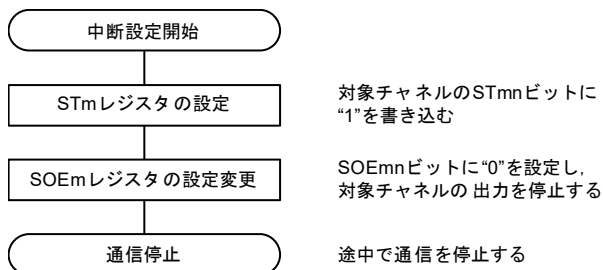 中断設定開始
STmレジスタの設定
対象チャネルのSTmnビットに
“1”を書き込む
SOEmレジスタの設定変更
SOEmnビットに“0”を設定し,
対象チャネルの出力を停止する
通信停止
途中で通信を停止する